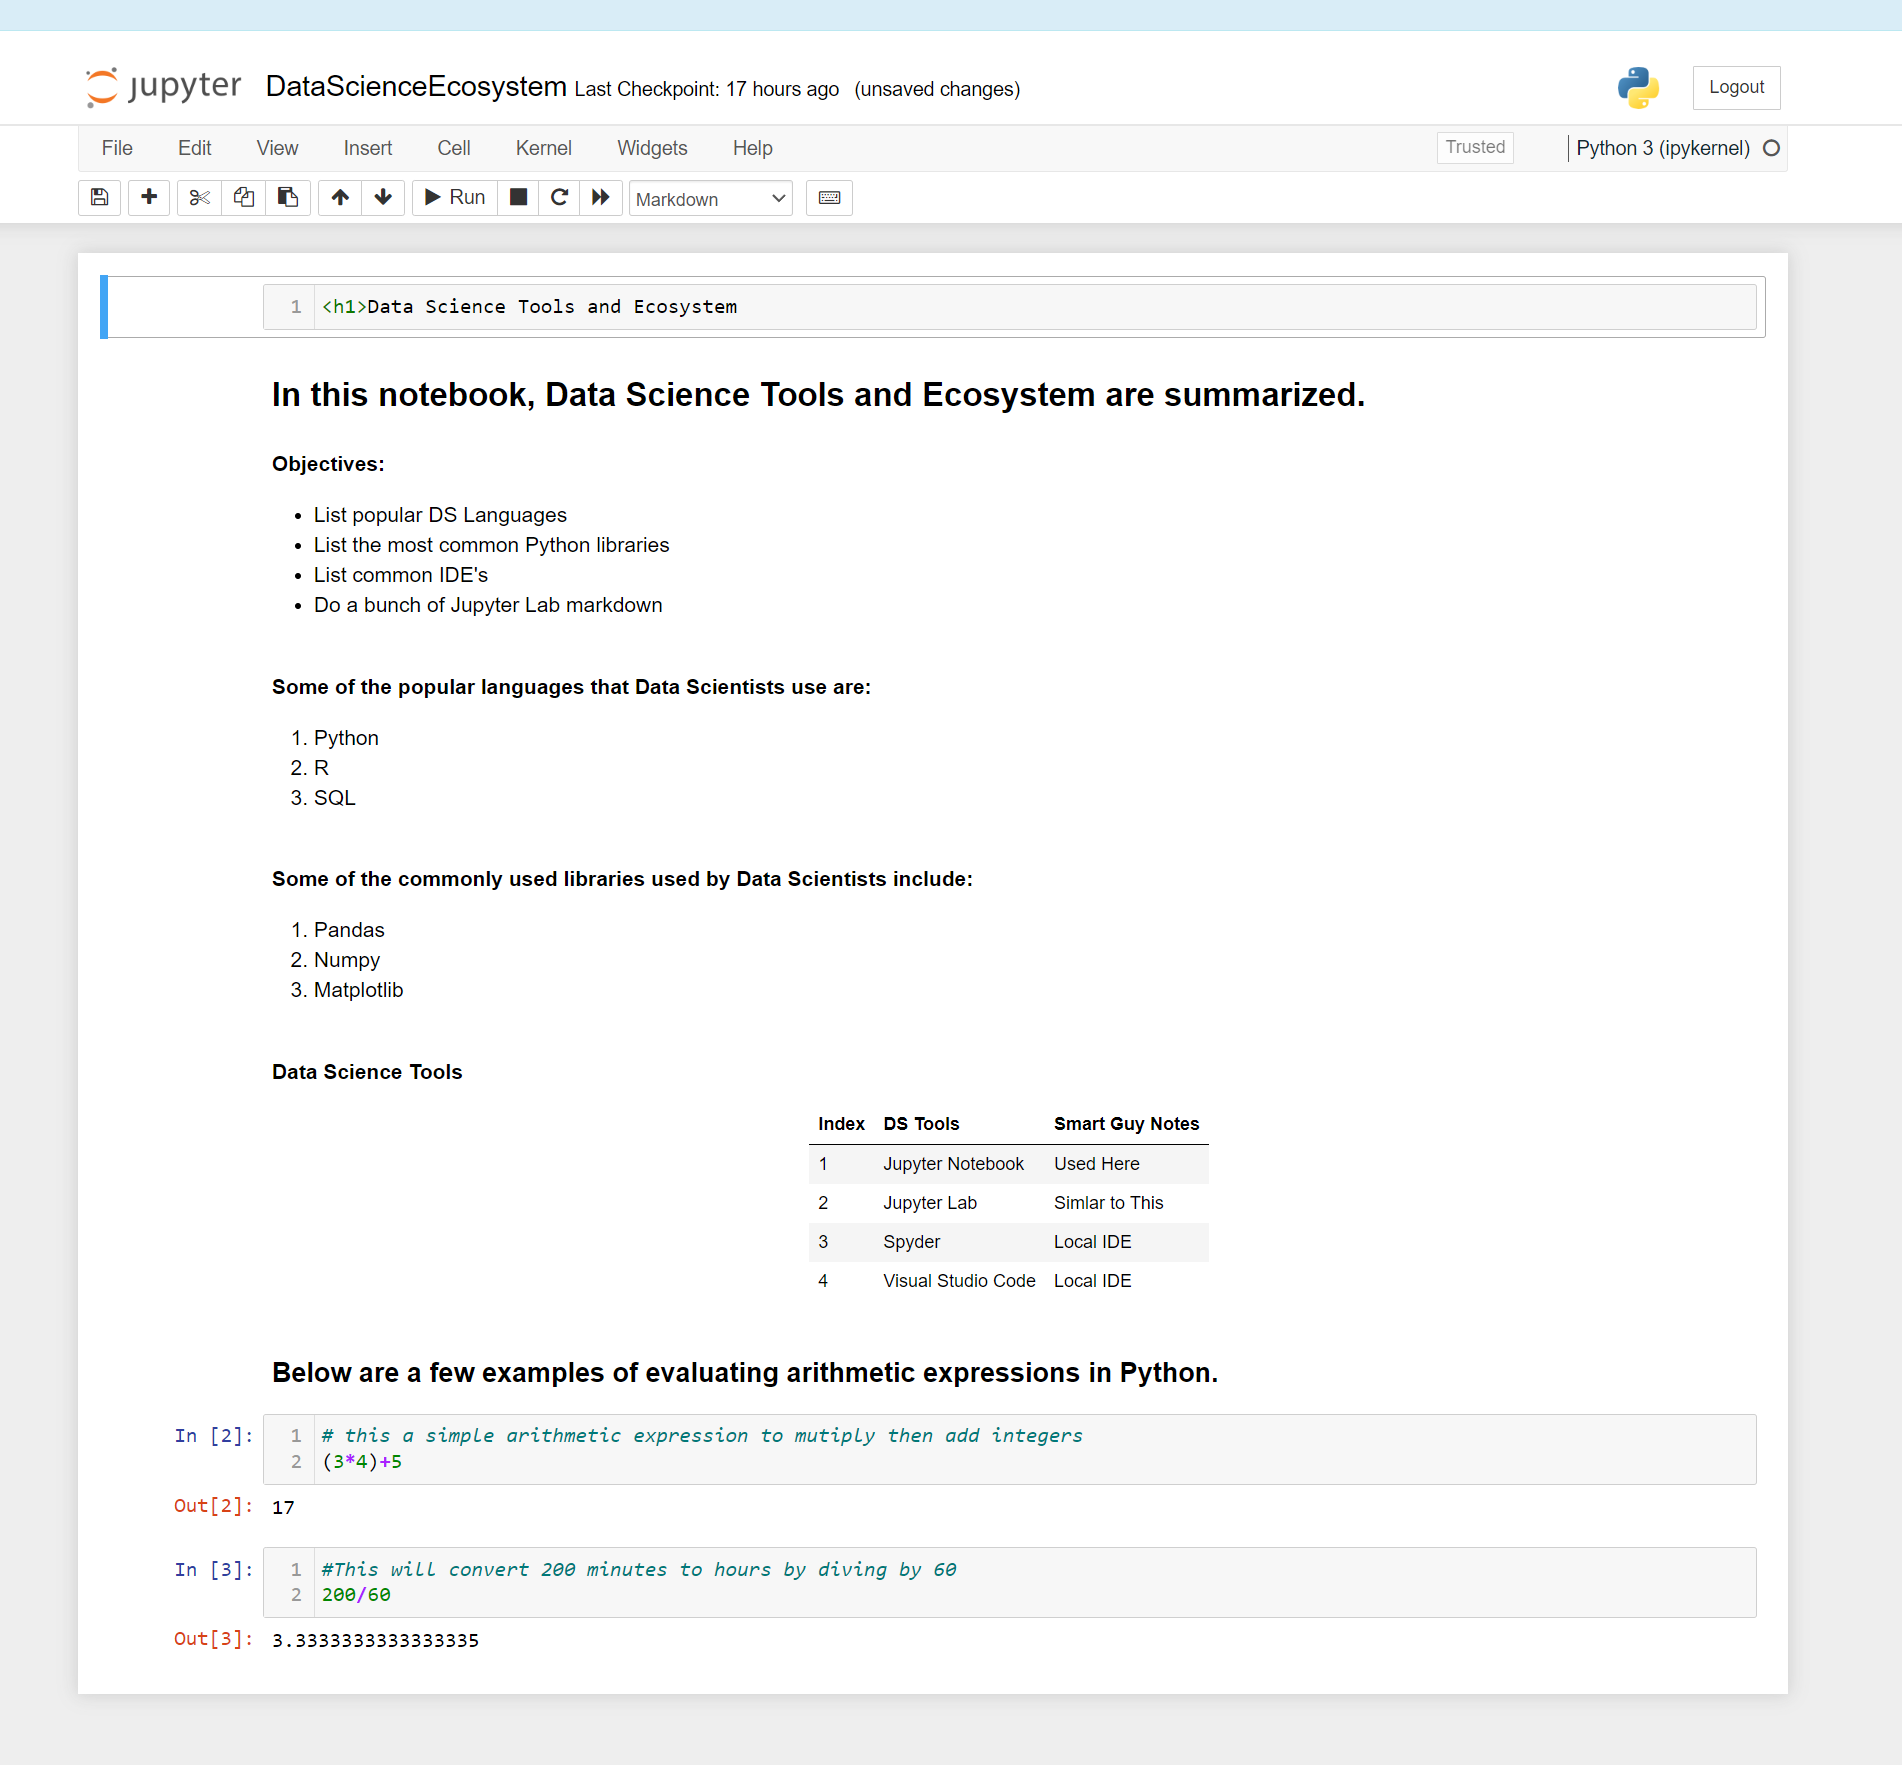 jupyter DataScienceEcosystem Last Checkpoint: 17 hours ago (unsaved changes) Logout
File Edit View Insert Cell Kernel Widgets Help Trusted Python 3 (ipykernel)
Run Markdown
1 <h1>Data Science Tools and Ecosystem
In this notebook, Data Science Tools and Ecosystem are summarized.
Objectives:
• List popular DS Languages
• List the most common Python libraries
• List common IDE's
• Do a bunch of Jupyter Lab markdown
Some of the popular languages that Data Scientists use are:
1. Python
2. R
3. SQL
Some of the commonly used libraries used by Data Scientists include:
1. Pandas
2. Numpy
3. Matplotlib
Data Science Tools
Index DS Tools Smart Guy Notes
1 Jupyter Notebook Used Here
2 Jupyter Lab Simlar to This
3 Spyder Local IDE
4 Visual Studio Code Local IDE
Below are a few examples of evaluating arithmetic expressions in Python.
In [2]: 1 # this a simple arithmetic expression to mutiply then add integers
2 (3*4)+5
Out[2]: 17
In [3]: 1 #This will convert 200 minutes to hours by diving by 60
2 200/60
Out[3]: 3.3333333333333335